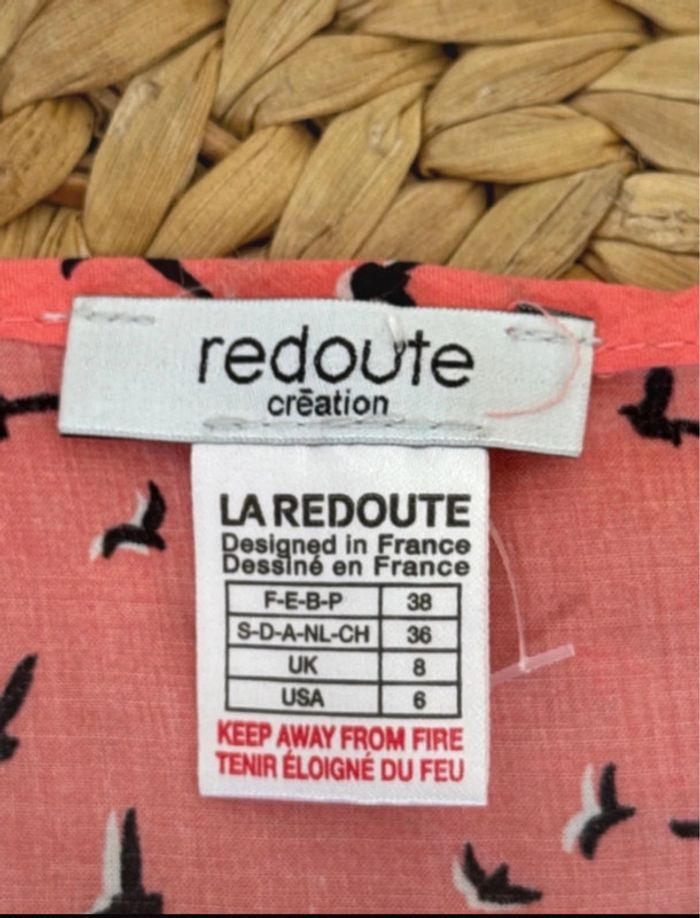 redoute
crēation
LA REDOUTE
Designed in France
Dessiné en France
F-E-B-P 38
S-D-A-NL-CH 36
UK 8
USA 6
KEEP AWAY FROM FIRE
TENIR ÉLOIGNÉ DU FEU